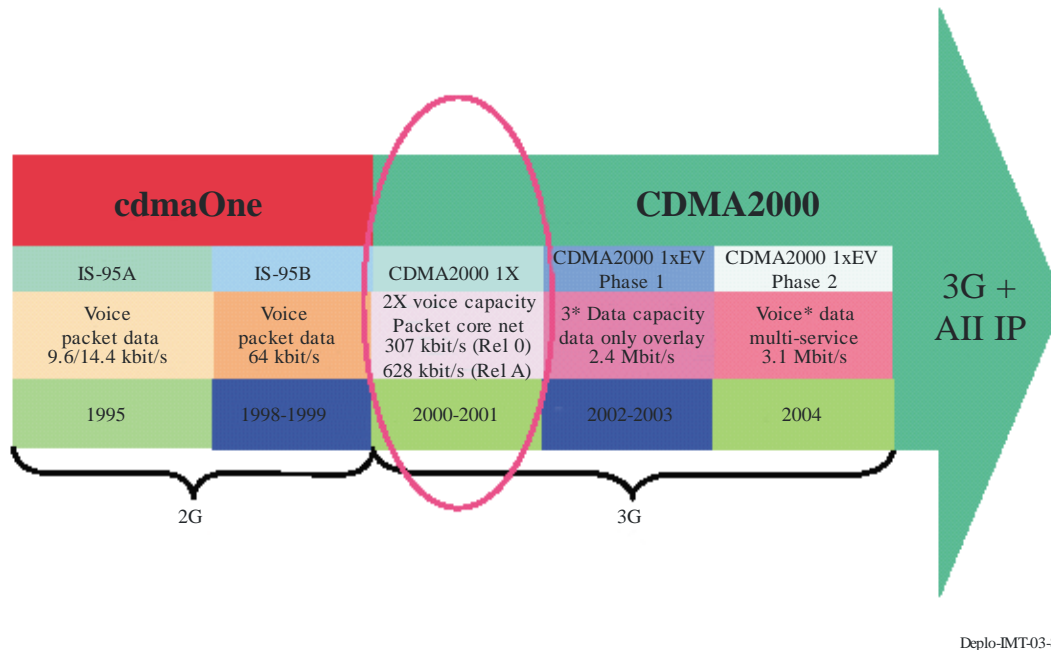 cdmaOne
CDMA2000
IS-95A
IS-95B
CDMA2000 1X
CDMA2000 1xEV
Phase 1
CDMA2000 1xEV
Phase 2
Voice
packet data
9.6/14.4 kbit/s
Voice
packet data
64 kbit/s
2X voice capacity
Packet core net
307 kbit/s (Rel 0)
628 kbit/s (Rel A)
3* Data capacity
data only overlay
2.4 Mbit/s
Voice* data
multi-service
3.1 Mbit/s
3G +
AII IP
1995
1998-1999
2000-2001
2002-2003
2004
2G
3G
Deplo-IMT-03-